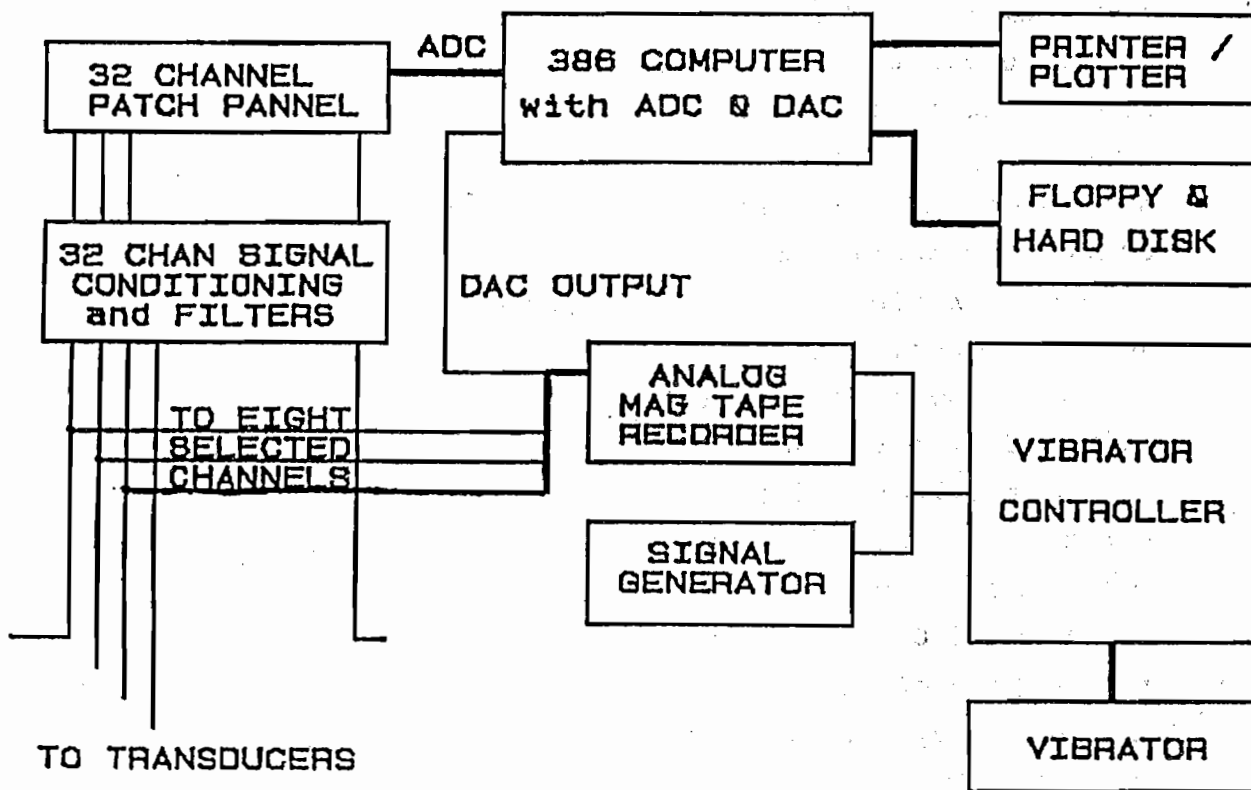 32 CHANNEL
PATCH PANNEL
ADC
386 COMPUTER
with ADC & DAC
PRINTER /
PLOTTER
FLOPPY &
HARD DISK
32 CHAN SIGNAL
CONDITIONING
and FILTERS
DAC OUTPUT
TO EIGHT
SELECTED
CHANNELS
ANALOG
MAG TAPE
RECORDER
SIGNAL
GENERATOR
VIBRATOR
CONTROLLER
VIBRATOR
TO TRANSDUCERS